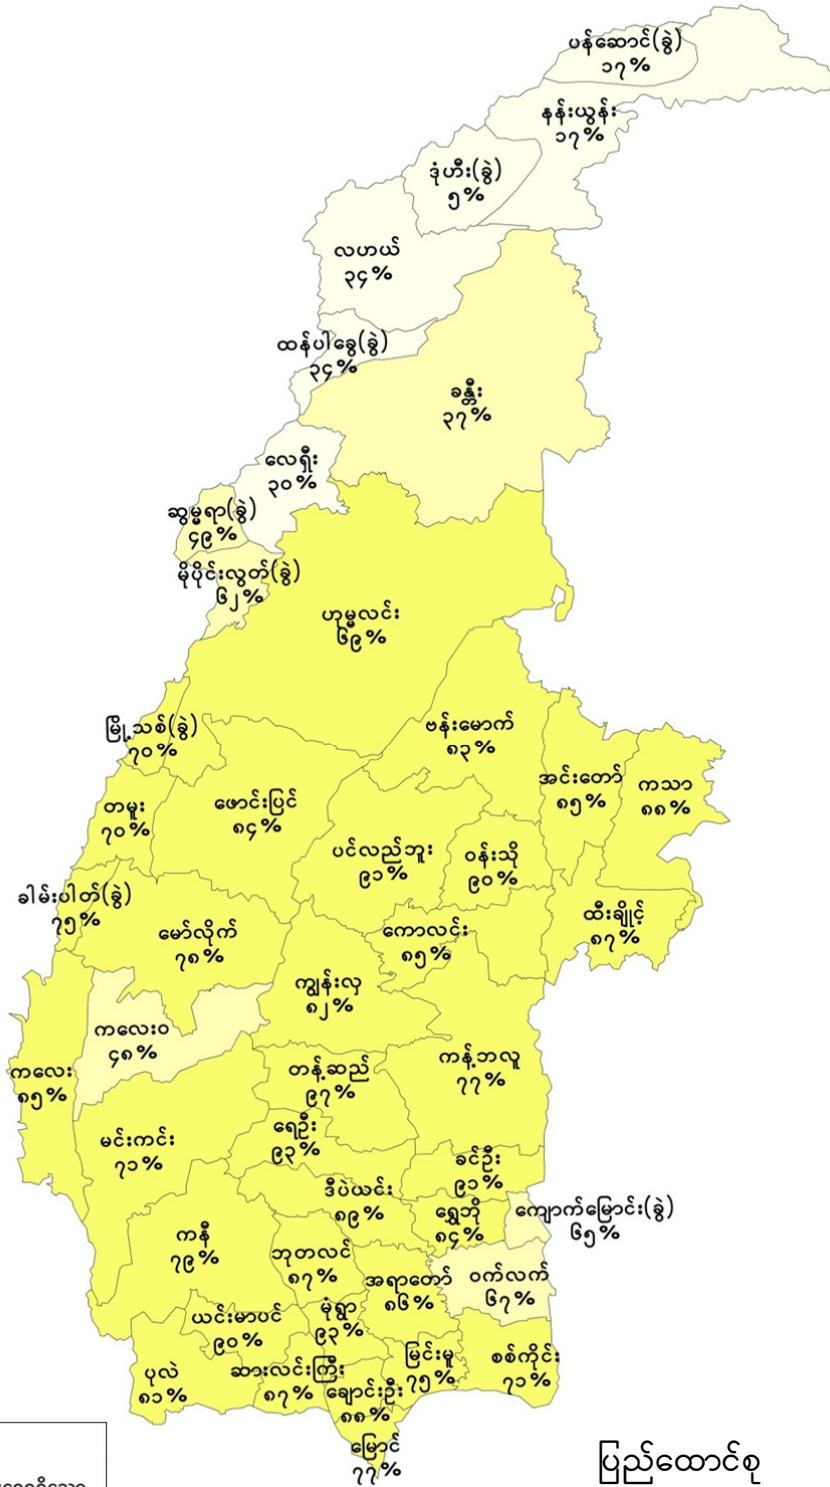 ပန်ဆောင်(ခွဲ)
၁၇%
နန်းယွန်း
၁၇%
ဒုံဟီး(ခွဲ)
၅%
လဟယ်
၃၄%
ထန်ပါခွေ(ခွဲ)
၃၄%
ခန္တီး
၃၇%
လေရှီး
၃၀%
ဆွမ္မရာ(ခွဲ)
၄၉%
မိုပိုင်းလွတ်(ခွဲ)
၆၂%
ဟုမ္မလင်း
၆၉%
မြို့သစ်(ခွဲ)
၇၀%
ဗန်းမောက်
၈၃%
အင်းတော်
၈၅%
ကသာ
၈၈%
တမူး
၇၀%
ဖောင်းပြင်
၈၄%
ပင်လည်ဘူး
၉၁%
ဝန်းသို
၉၀%
ခါမ်းပါတ်(ခွဲ)
၇၅%
မော်လိုက်
၇၈%
ကောလင်း
၈၅%
ထီးချိုင့်
၈၇%
ကျွန်းလှ
၈၂%
ကလေးဝ
၄၈%
ကလေး
၈၅%
တန့်ဆည်
၉၇%
ကန့်ဘလူ
၇၇%
မင်းကင်း
၇၁%
ရေဦး
၉၃%
ခင်ဦး
၉၁%
ဒီပဲယင်း
၈၉%
ရွှေဘို
၈၄%
ကျောက်မြောင်း(ခွဲ)
၆၅%
ကနီ
၇၉%
ဘုတလင်
၈၇%
အရာတော်
၈၆%
ဝက်လက်
၆၇%
ယင်းမာပင်
၉၀%
မုံရွာ
၉၃%
မြင်းမူ
၇၅%
စစ်ကိုင်း
၇၁%
ပုလဲ
၈၁%
ဆားလင်းကြီး
၈၇%
ချောင်းဦး
၈၈%
မြောင်
၇၇%
ပြည်ထောင်စု